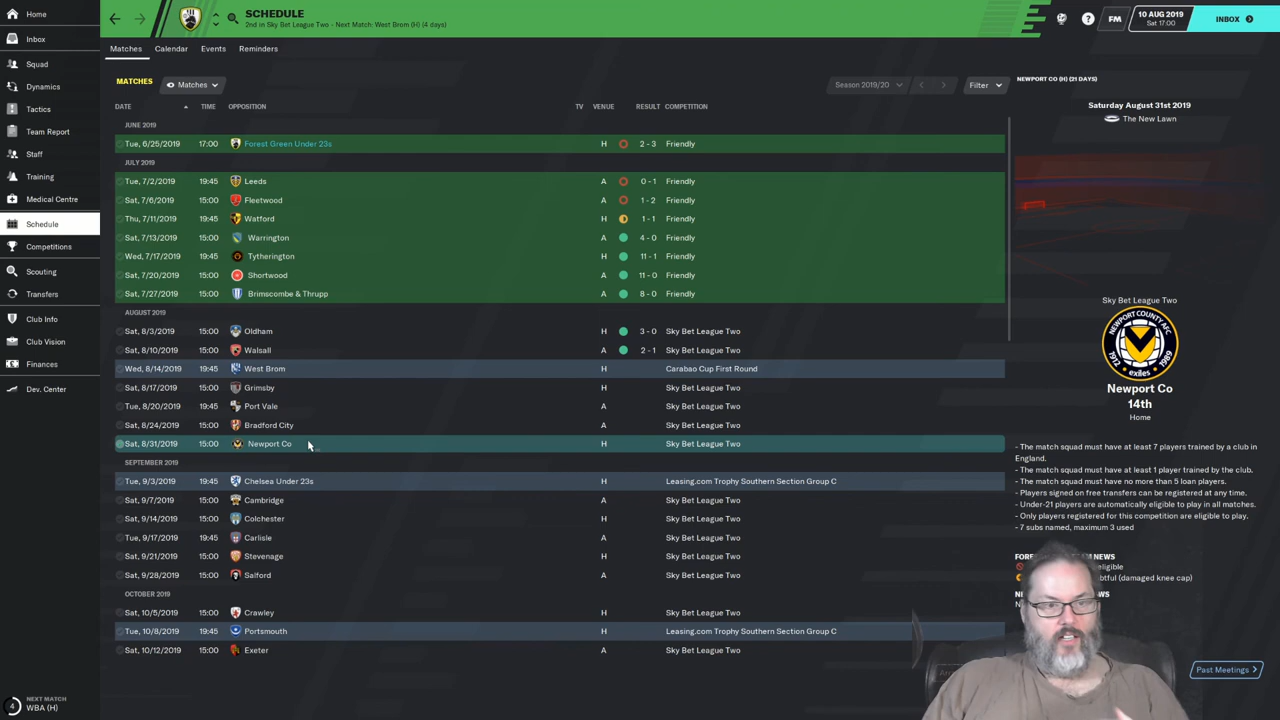 Home
SCHEDULE
2nd in Sky Bet League Two - Next Match: West Brom (H) (4 days)
FM
10 AUG 2019
Sat 17:00
INBOX
Inbox
Squad
Dynamics
Tactics
Team Report
Staff
Training
Medical Centre
Schedule
Competitions
Scouting
Transfers
Club Info
Club Vision
Finances
Dev. Center
NEXT MATCH
4 WBA (H)
Matches Calendar Events Reminders
MATCHES Matches Season 2019/20 Filter
DATE TIME OPPOSITION TV VENUE RESULT COMPETITION
JUNE 2019
Tue, 6/25/2019 17:00 Forest Green Under 23s H 2 - 3 Friendly
JULY 2019
Tue, 7/2/2019 19:45 Leeds A 0 - 1 Friendly
Sat, 7/6/2019 15:00 Fleetwood A 1 - 2 Friendly
Thu, 7/11/2019 19:45 Watford H 1 - 1 Friendly
Sat, 7/13/2019 15:00 Warrington A 4 - 0 Friendly
Wed, 7/17/2019 19:45 Tytherington H 11 - 1 Friendly
Sat, 7/20/2019 15:00 Shortwood A 11 - 0 Friendly
Sat, 7/27/2019 15:00 Brimscombe & Thrupp A 8 - 0 Friendly
AUGUST 2019
Sat, 8/3/2019 15:00 Oldham H 3 - 0 Sky Bet League Two
Sat, 8/10/2019 15:00 Walsall A 2 - 1 Sky Bet League Two
Wed, 8/14/2019 19:45 West Brom H Carabao Cup First Round
Sat, 8/17/2019 15:00 Grimsby H Sky Bet League Two
Tue, 8/20/2019 19:45 Port Vale A Sky Bet League Two
Sat, 8/24/2019 15:00 Bradford City A Sky Bet League Two
Sat, 8/31/2019 15:00 Newport Co H Sky Bet League Two
SEPTEMBER 2019
Tue, 9/3/2019 19:45 Chelsea Under 23s H Leasing.com Trophy Southern Section Group C
Sat, 9/7/2019 15:00 Cambridge A Sky Bet League Two
Sat, 9/14/2019 15:00 Colchester H Sky Bet League Two
Tue, 9/17/2019 19:45 Carlisle A Sky Bet League Two
Sat, 9/21/2019 15:00 Stevenage H Sky Bet League Two
Sat, 9/28/2019 15:00 Salford A Sky Bet League Two
OCTOBER 2019
Sat, 10/5/2019 15:00 Crawley H Sky Bet League Two
Tue, 10/8/2019 19:45 Portsmouth H Leasing.com Trophy Southern Section Group C
Sat, 10/12/2019 15:00 Exeter A Sky Bet League Two
NEWPORT CO (H) (21 DAYS)
Saturday August 31st 2019
The New Lawn
Sky Bet League Two
NEWPORT COUNTY AFC
1912 1989
exiles
Newport Co
14th
Home
- The match squad must have at least 7 players trained by a club in
England.
- The match squad must have at least 1 player trained by the club.
- The match squad must have no more than 5 loan players.
- Players signed on free transfers can be registered at any time.
- Under-21 players are automatically eligible to play in all matches.
- Only players registered for this competition are eligible to play.
- 7 subs named, maximum 3 used
TEAM NEWS
(damaged knee cap)
NEWS
Past Meetings